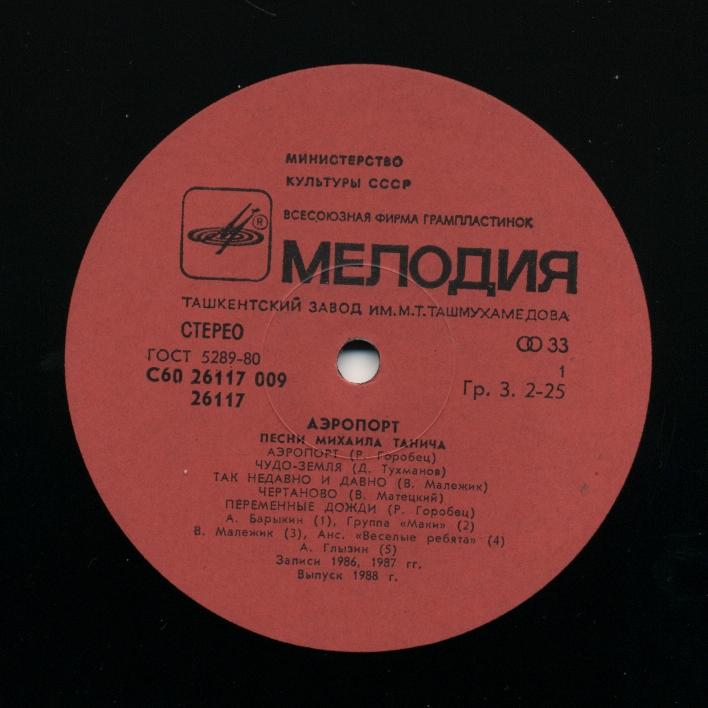 МИНИСТЕРСТВО
КУЛЬТУРЫ СССР
ВСЕСОЮЗНАЯ ФИРМА ГРАМПЛАСТИНОК
®
МЕЛОДИЯ
ТАШКЕНТСКИЙ ЗАВОД ИМ. М.Т.ТАШМУХАМЕДОВА
СТЕРЕО
33
ГОСТ 5289-80
1
С60 26117 009
Гр. 3. 2-25
26117
АЭРОПОРТ
ПЕСНИ МИХАИЛА ТАНИЧА
АЭРОПОРТ (Р. Горобец)
ЧУДО-ЗЕМЛЯ (Д. Тухманов)
ТАК НЕДАВНО И ДАВНО (В. Малежик)
ЧЕРТАНОВО (В. Матецкий)
ПЕРЕМЕННЫЕ ДОЖДИ (Р. Горобец)
А. Барыкин (1), Группа «Маки» (2)
В. Малежик (3), Анс. «Веселые ребята» (4)
А. Глызин (5)
Записи 1986, 1987 гг.
Выпуск 1988 г.